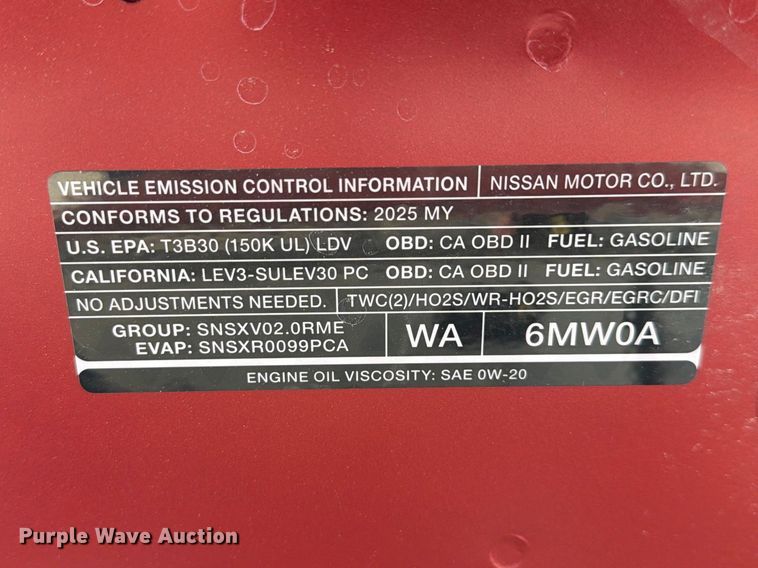 VEHICLE EMISSION CONTROL INFORMATION NISSAN MOTOR CO., LTD.
CONFORMS TO REGULATIONS: 2025 MY
U.S. EPA: T3B30 (150K UL) LDV OBD: CA OBD II FUEL: GASOLINE
CALIFORNIA: LEV3-SULEV30 PC OBD: CA OBD II FUEL: GASOLINE
NO ADJUSTMENTS NEEDED. TWC(2)/HO2S/WR-HO2S/EGR/EGRC/DFI
GROUP: SNSXV02.0RME
EVAP: SNSXR0099PCA
WA 6MW0A
ENGINE OIL VISCOSITY: SAE 0W-20
Purple Wave Auction